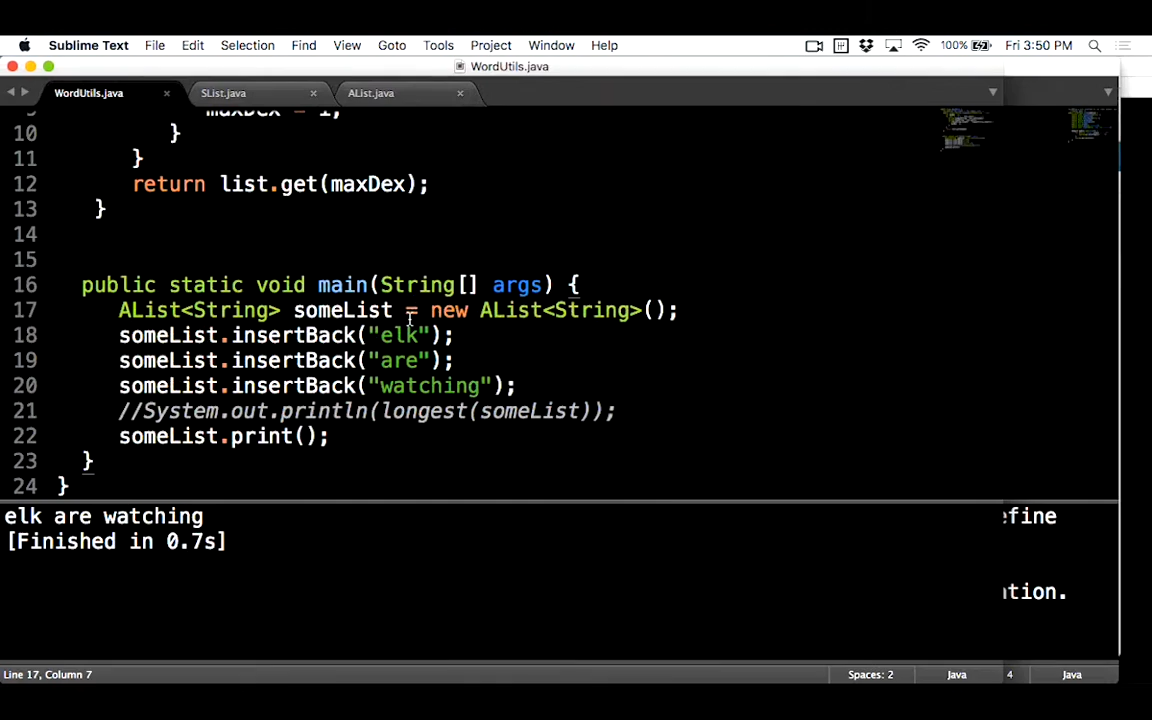 Sublime Text File Edit Selection Find View Goto Tools Project Window Help 100% Fri 3:50 PM
WordUtils.java
WordUtils.java × SList.java × AList.java ×
10 }
11 }
12 return list.get(maxDex);
13 }
14
15
16 public static void main(String[] args) {
17 AList<String> someList = new AList<String>();
18 someList.insertBack("elk");
19 someList.insertBack("are");
20 someList.insertBack("watching");
21 //System.out.println(longest(someList));
22 someList.print();
23 }
24 }
elk are watching
[Finished in 0.7s]
efine
tion.
Line 17, Column 7 Spaces: 2 Java 4 Java